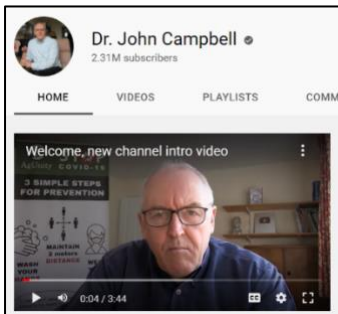 Dr. John Campbell
2.31M subscribers
HOME VIDEOS PLAYLISTS COMM
Welcome, new channel intro video
COVID-19
3 SIMPLE STEPS
FOR PREVENTION
MAINTAIN
2 meters
DISTANCE
WASH
YOUR
0:04 / 3:44